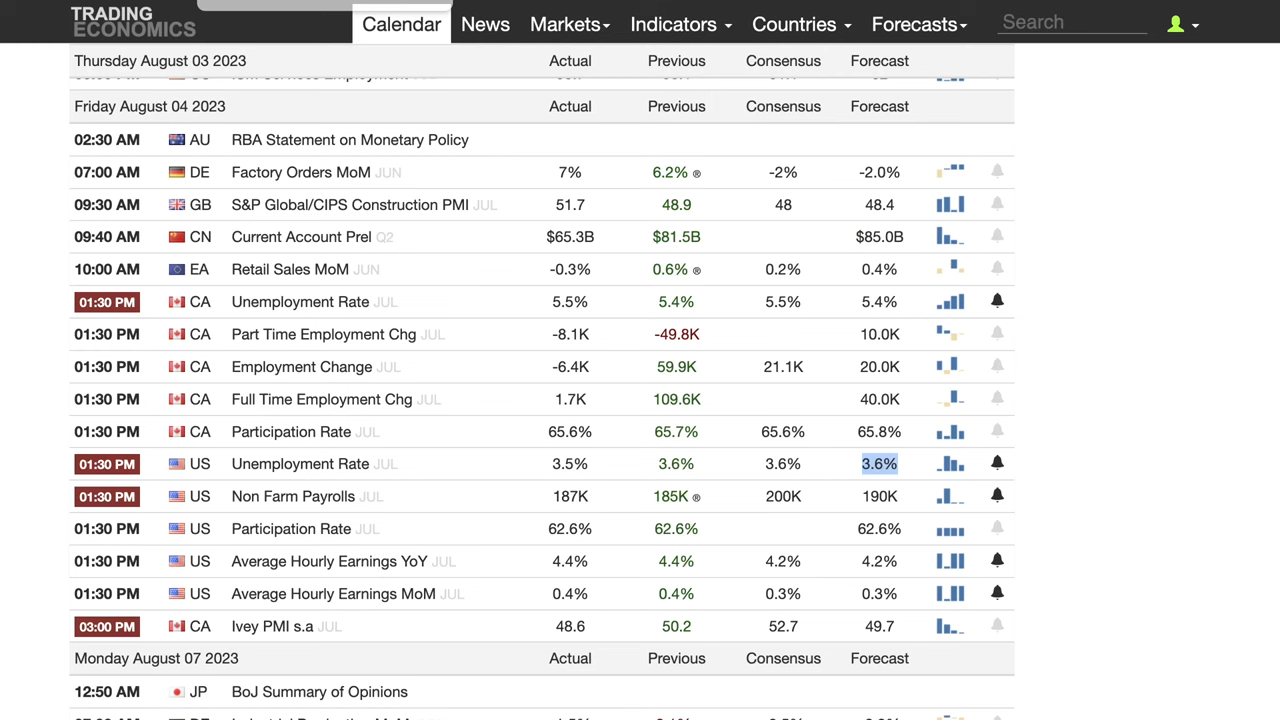 TRADING ECONOMICS Calendar News Markets Indicators Countries Forecasts Search
Thursday August 03 2023 Actual Previous Consensus Forecast
Friday August 04 2023 Actual Previous Consensus Forecast
02:30 AM AU RBA Statement on Monetary Policy
07:00 AM DE Factory Orders MoM JUN 7% 6.2% ® -2% -2.0%
09:30 AM GB S&P Global/CIPS Construction PMI JUL 51.7 48.9 48 48.4
09:40 AM CN Current Account Prel Q2 $65.3B $81.5B $85.0B
10:00 AM EA Retail Sales MoM JUN -0.3% 0.6% ® 0.2% 0.4%
01:30 PM CA Unemployment Rate JUL 5.5% 5.4% 5.5% 5.4%
01:30 PM CA Part Time Employment Chg JUL -8.1K -49.8K 10.0K
01:30 PM CA Employment Change JUL -6.4K 59.9K 21.1K 20.0K
01:30 PM CA Full Time Employment Chg JUL 1.7K 109.6K 40.0K
01:30 PM CA Participation Rate JUL 65.6% 65.7% 65.6% 65.8%
01:30 PM US Unemployment Rate JUL 3.5% 3.6% 3.6% 3.6%
01:30 PM US Non Farm Payrolls JUL 187K 185K ® 200K 190K
01:30 PM US Participation Rate JUL 62.6% 62.6% 62.6%
01:30 PM US Average Hourly Earnings YoY JUL 4.4% 4.4% 4.2% 4.2%
01:30 PM US Average Hourly Earnings MoM JUL 0.4% 0.4% 0.3% 0.3%
03:00 PM CA Ivey PMI s.a JUL 48.6 50.2 52.7 49.7
Monday August 07 2023 Actual Previous Consensus Forecast
12:50 AM JP BoJ Summary of Opinions